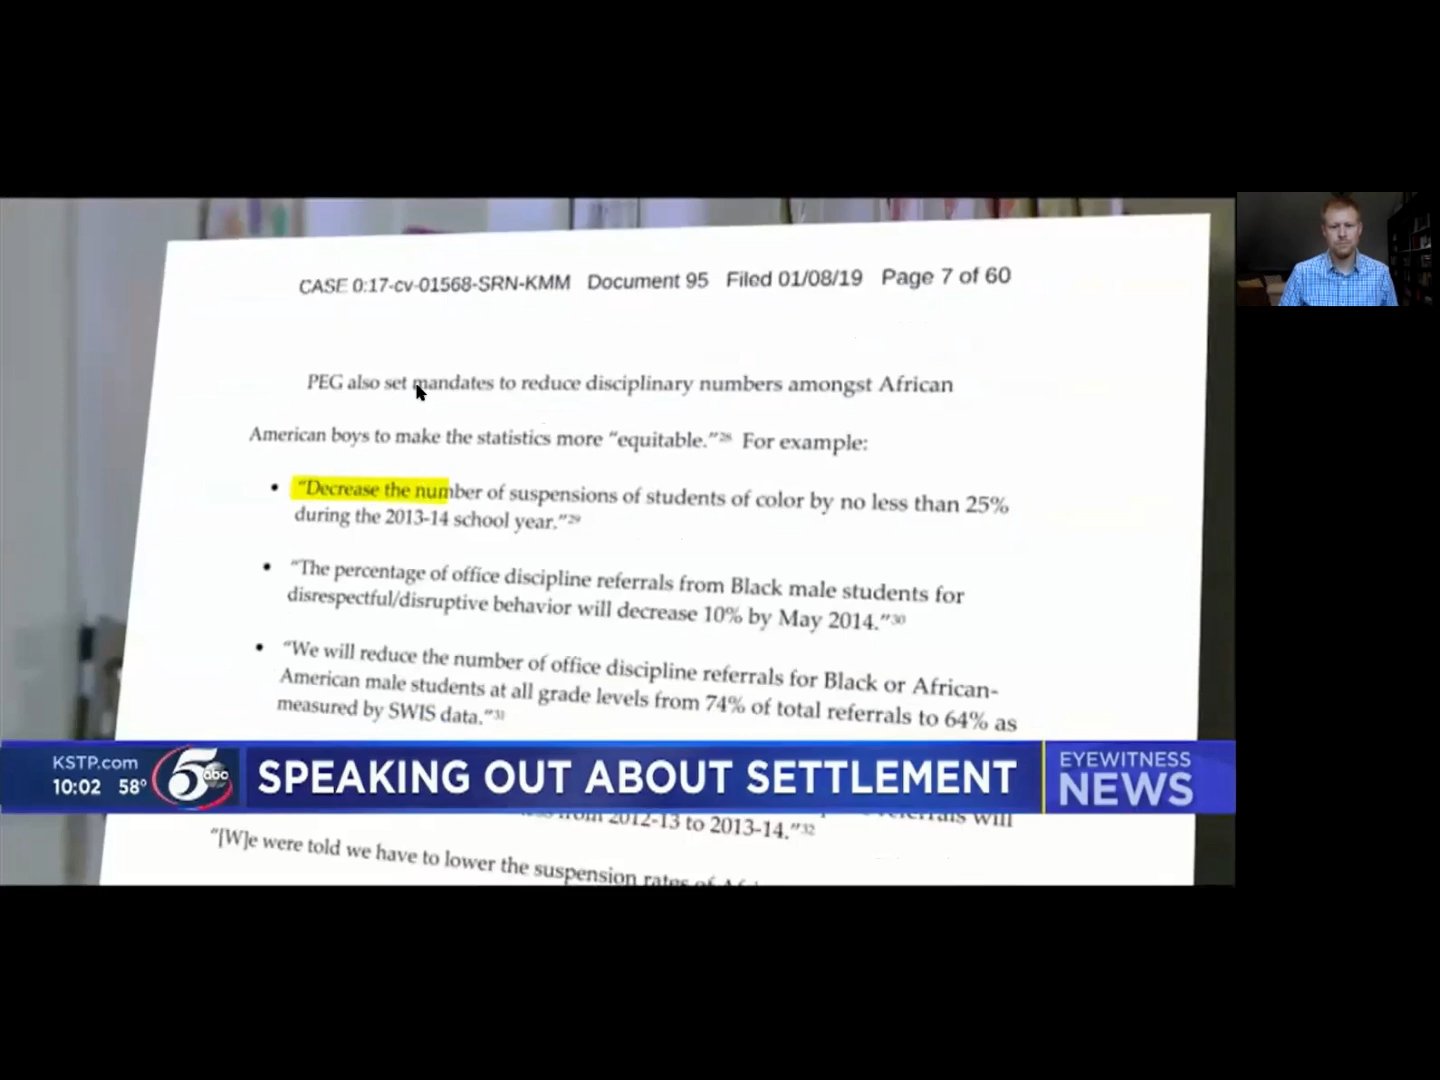 CASE 0:17-cv-01568-SRN-KMM Document 95 Filed 01/08/19 Page 7 of 60
PEG also set mandates to reduce disciplinary numbers amongst African
American boys to make the statistics more "equitable."28 For example:
• "Decrease the number of suspensions of students of color by no less than 25%
during the 2013-14 school year."29
• "The percentage of office discipline referrals from Black male students for
disrespectful/disruptive behavior will decrease 10% by May 2014."30
• "We will reduce the number of office discipline referrals for Black or African-
American male students at all grade levels from 74% of total referrals to 64% as
measured by SWIS data."31
KSTP.com
10:02 58°
5 abc
SPEAKING OUT ABOUT SETTLEMENT
EYEWITNESS
NEWS
from 2012-13 to 2013-14."32 referrals will
"[W]e were told we have to lower the suspension rates of